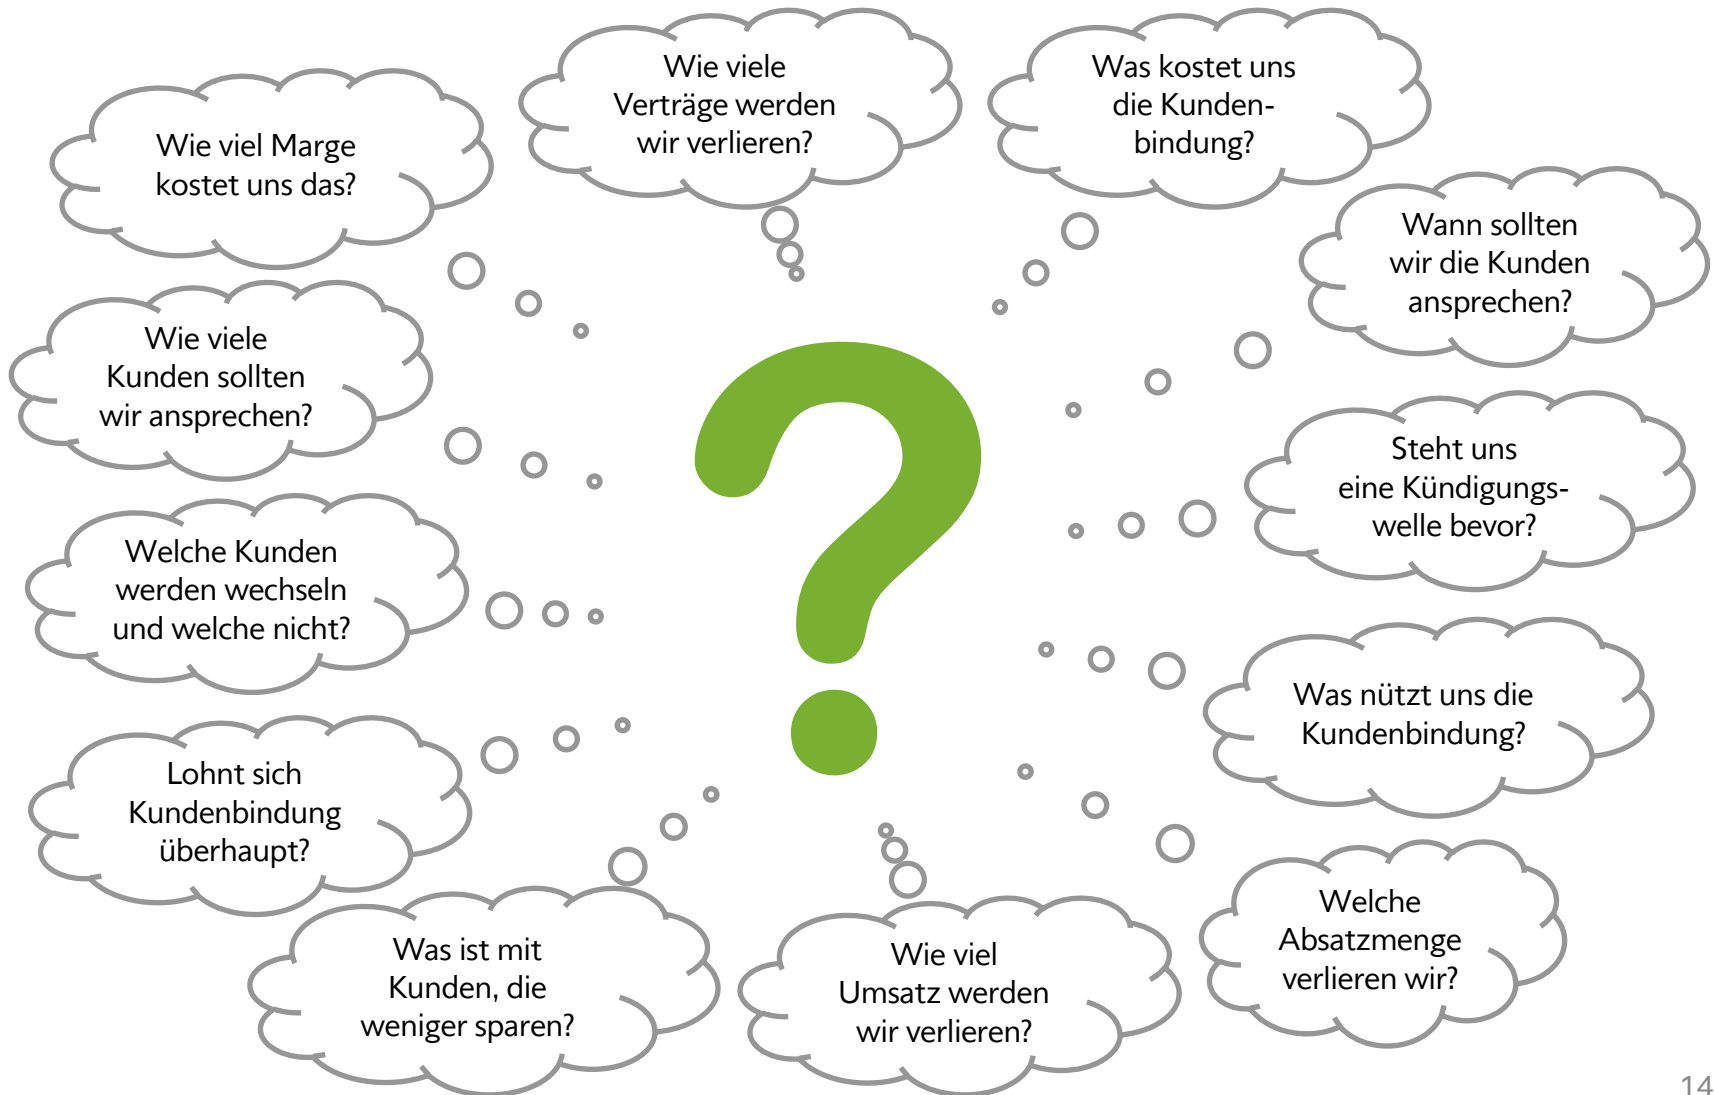 Wie viele
Verträge werden
wir verlieren?
Was kostet uns
die Kunden-
bindung?
Wie viel Marge
kostet uns das?
Wann sollten
wir die Kunden
ansprechen?
Wie viele
Kunden sollten
wir ansprechen?
Steht uns
eine Kündigungs-
welle bevor?
Welche Kunden
werden wechseln
und welche nicht?
Was nützt uns die
Kundenbindung?
Lohnt sich
Kundenbindung
überhaupt?
Welche
Absatzmenge
verlieren wir?
Was ist mit
Kunden, die
weniger sparen?
Wie viel
Umsatz werden
wir verlieren?
?
14